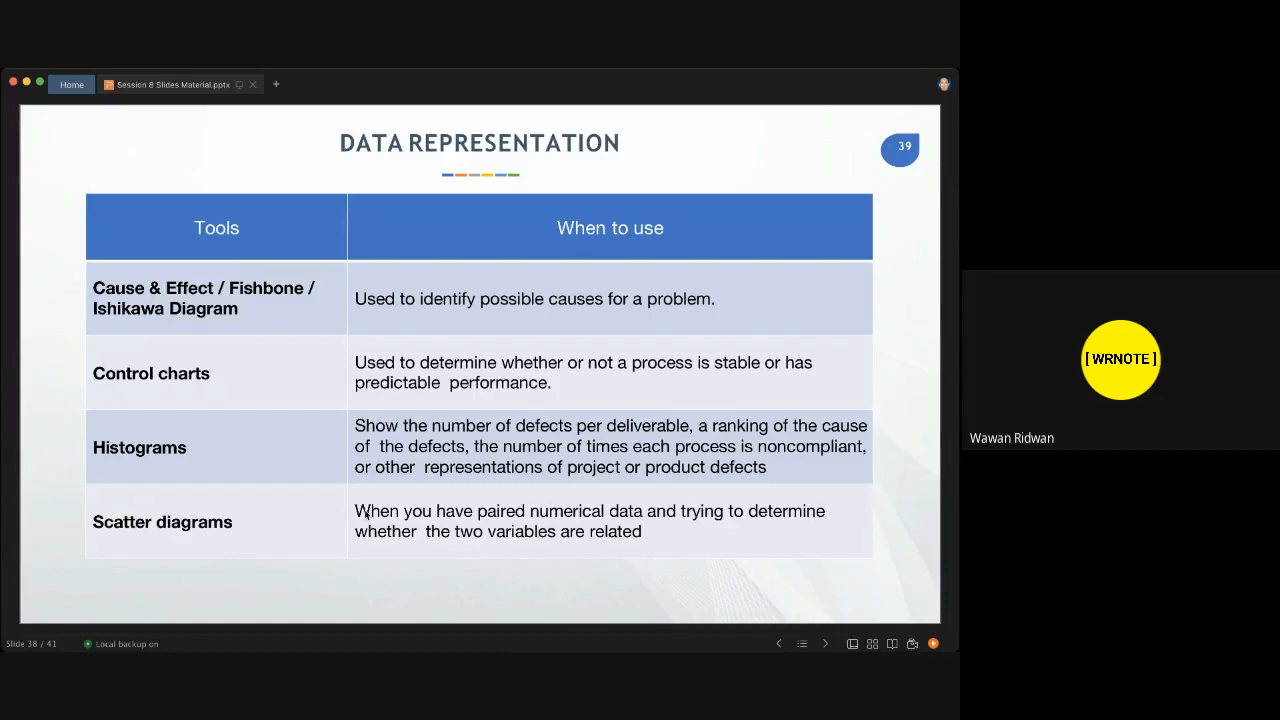 Home
Session 8 Slides Material.pptx
DATA REPRESENTATION
39
Tools
When to use
Cause & Effect / Fishbone /
Ishikawa Diagram
Used to identify possible causes for a problem.
Control charts
Used to determine whether or not a process is stable or has
predictable performance.
Histograms
Show the number of defects per deliverable, a ranking of the cause
of the defects, the number of times each process is noncompliant,
or other representations of project or product defects
Scatter diagrams
When you have paired numerical data and trying to determine
whether the two variables are related
[ WRNOTE ]
Wawan Ridwan
Slide 38 / 41
Local backup on